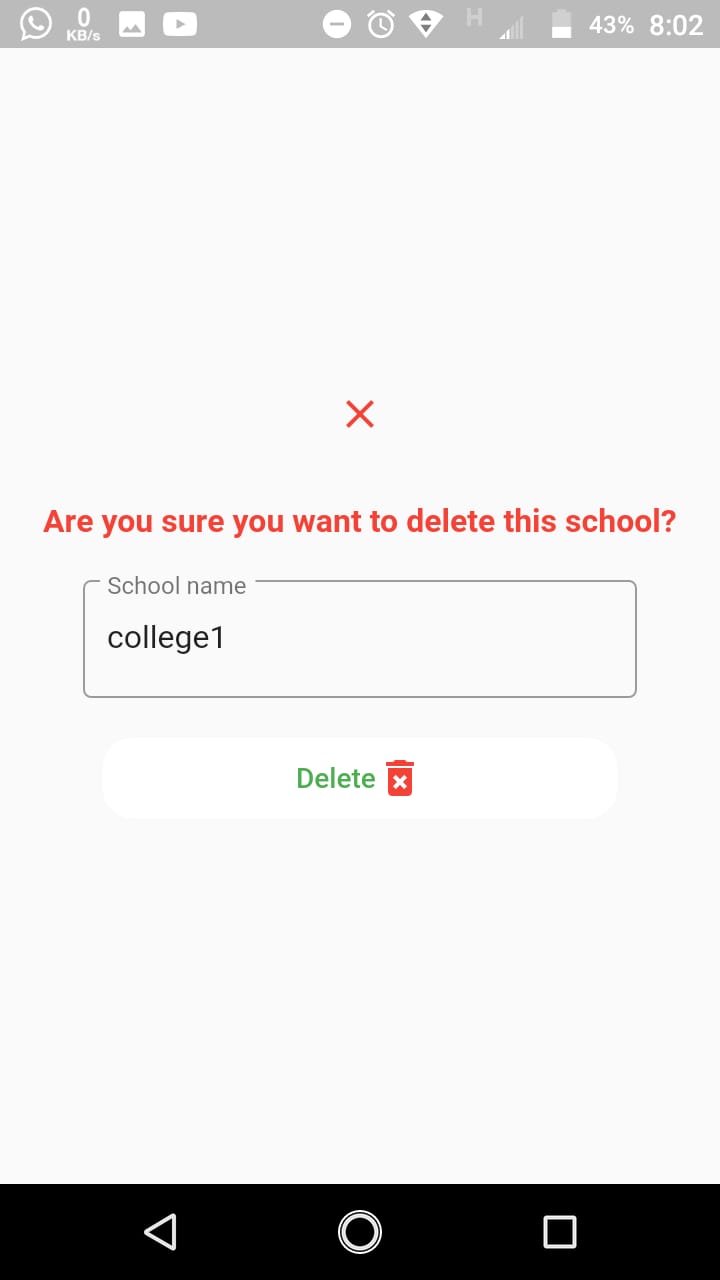 0
KB/s
H
43% 8:02
Are you sure you want to delete this school?
School name
college1
Delete